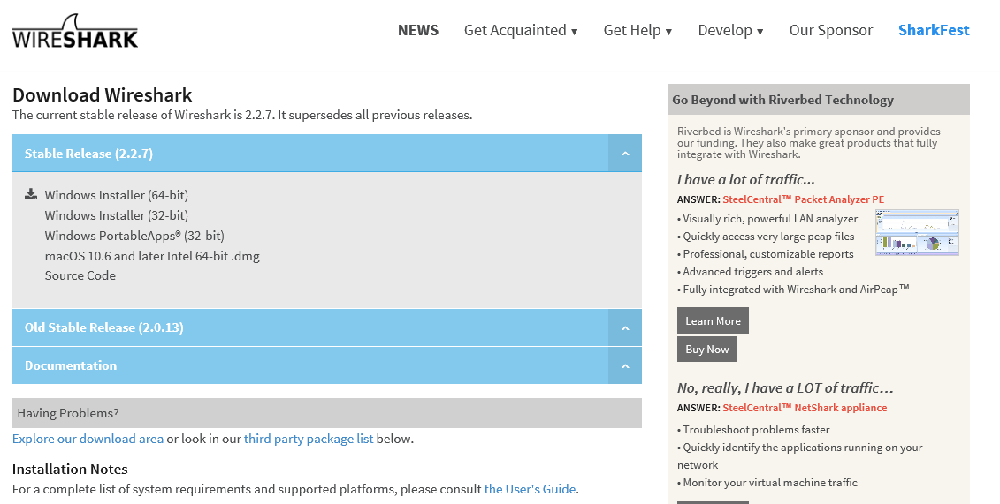 WIRESHARK
NEWS Get Acquainted ▾ Get Help ▾ Develop ▾ Our Sponsor SharkFest
Download Wireshark
The current stable release of Wireshark is 2.2.7. It supersedes all previous releases.
Stable Release (2.2.7)
Windows Installer (64-bit)
Windows Installer (32-bit)
Windows PortableApps® (32-bit)
macOS 10.6 and later Intel 64-bit .dmg
Source Code
Old Stable Release (2.0.13)
Documentation
Having Problems?
Explore our download area or look in our third party package list below.
Installation Notes
For a complete list of system requirements and supported platforms, please consult the User's Guide.
Go Beyond with Riverbed Technology
Riverbed is Wireshark's primary sponsor and provides
our funding. They also make great products that fully
integrate with Wireshark.
I have a lot of traffic...
ANSWER: SteelCentral™ Packet Analyzer PE
• Visually rich, powerful LAN analyzer
• Quickly access very large pcap files
• Professional, customizable reports
• Advanced triggers and alerts
• Fully integrated with Wireshark and AirPcap™
Learn More
Buy Now
No, really, I have a LOT of traffic…
ANSWER: SteelCentral™ NetShark appliance
• Troubleshoot problems faster
• Quickly identify the applications running on your
network
• Monitor your virtual machine traffic